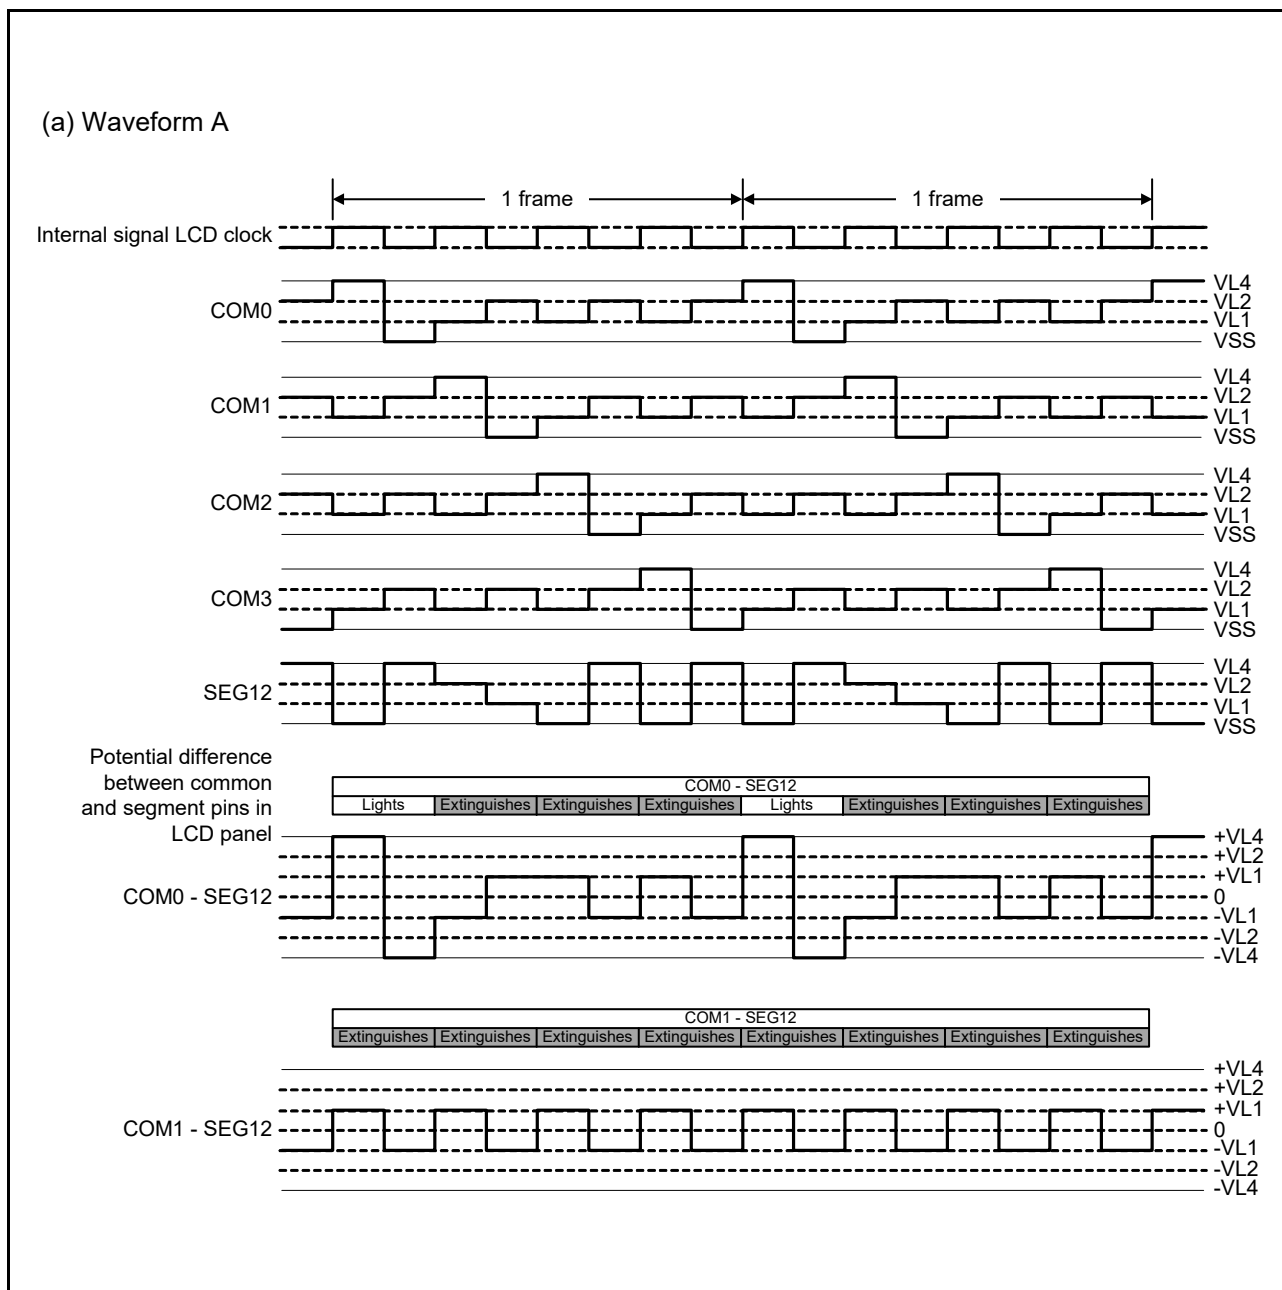 (a) Waveform A
1 frame 1 frame
Internal signal LCD clock
VL4
VL2
COM0
VL1
VSS
VL4
COM1
VL2
VL1
VSS
VL4
VL2
COM2
VL1
VSS
VL4
VL2
COM3
VL1
VSS
VL4
VL2
SEG12
VL1
VSS
Potential difference
between common
and segment pins in
LCD panel
COM0 - SEG12
Lights Extinguishes Extinguishes Extinguishes Lights Extinguishes Extinguishes Extinguishes
+VL4
+VL2
+VL1
COM0 - SEG12
0
-VL1
-VL2
-VL4
COM1 - SEG12
Extinguishes Extinguishes Extinguishes Extinguishes Extinguishes Extinguishes Extinguishes Extinguishes
+VL4
+VL2
+VL1
COM1 - SEG12
0
-VL1
-VL2
-VL4